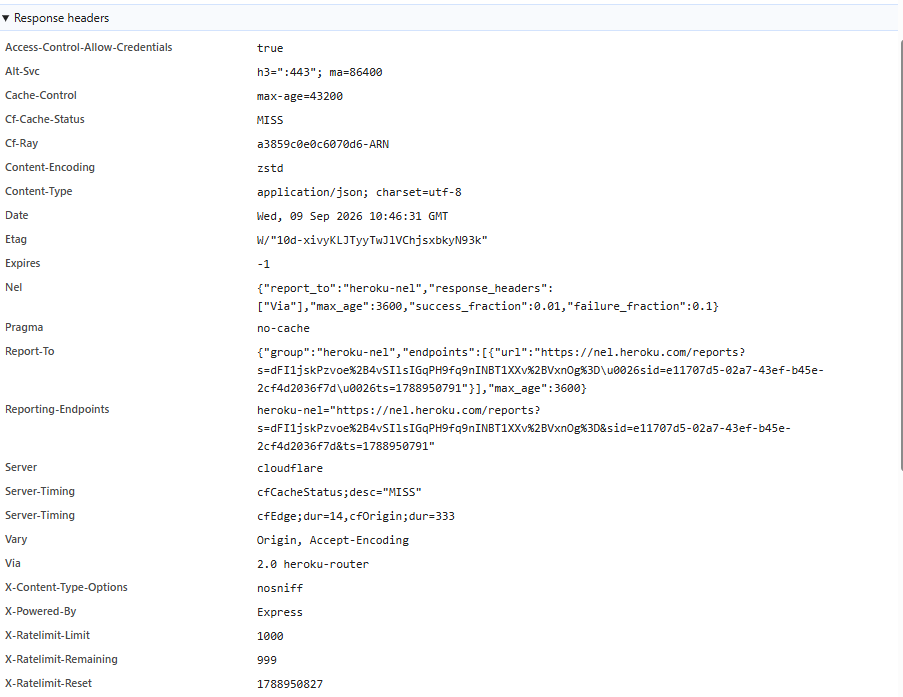 ▼ Response headers
Access-Control-Allow-Credentials true
Alt-Svc h3=":443"; ma=86400
Cache-Control max-age=43200
Cf-Cache-Status MISS
Cf-Ray a3859c0e0c6070d6-ARN
Content-Encoding zstd
Content-Type application/json; charset=utf-8
Date Wed, 09 Sep 2026 10:46:31 GMT
Etag W/"10d-xivyKLJTyyTwJlVChjsxbkyN93k"
Expires -1
Nel {"report_to":"heroku-nel","response_headers":
["Via"],"max_age":3600,"success_fraction":0.01,"failure_fraction":0.1}
Pragma no-cache
Report-To {"group":"heroku-nel","endpoints":[{"url":"https://nel.heroku.com/reports?
s=dFI1jskPzvoe%2B4vSIlsIGqPH9fq9nINBT1XXv%2BVxnOg%3D\u0026sid=e11707d5-02a7-43ef-b45e-
2cf4d2036f7d\u0026ts=1788950791"}],"max_age":3600}
Reporting-Endpoints heroku-nel="https://nel.heroku.com/reports?
s=dFI1jskPzvoe%2B4vSIlsIGqPH9fq9nINBT1XXv%2BVxnOg%3D&sid=e11707d5-02a7-43ef-b45e-
2cf4d2036f7d&ts=1788950791"
Server cloudflare
Server-Timing cfCacheStatus;desc="MISS"
Server-Timing cfEdge;dur=14,cfOrigin;dur=333
Vary Origin, Accept-Encoding
Via 2.0 heroku-router
X-Content-Type-Options nosniff
X-Powered-By Express
X-Ratelimit-Limit 1000
X-Ratelimit-Remaining 999
X-Ratelimit-Reset 1788950827